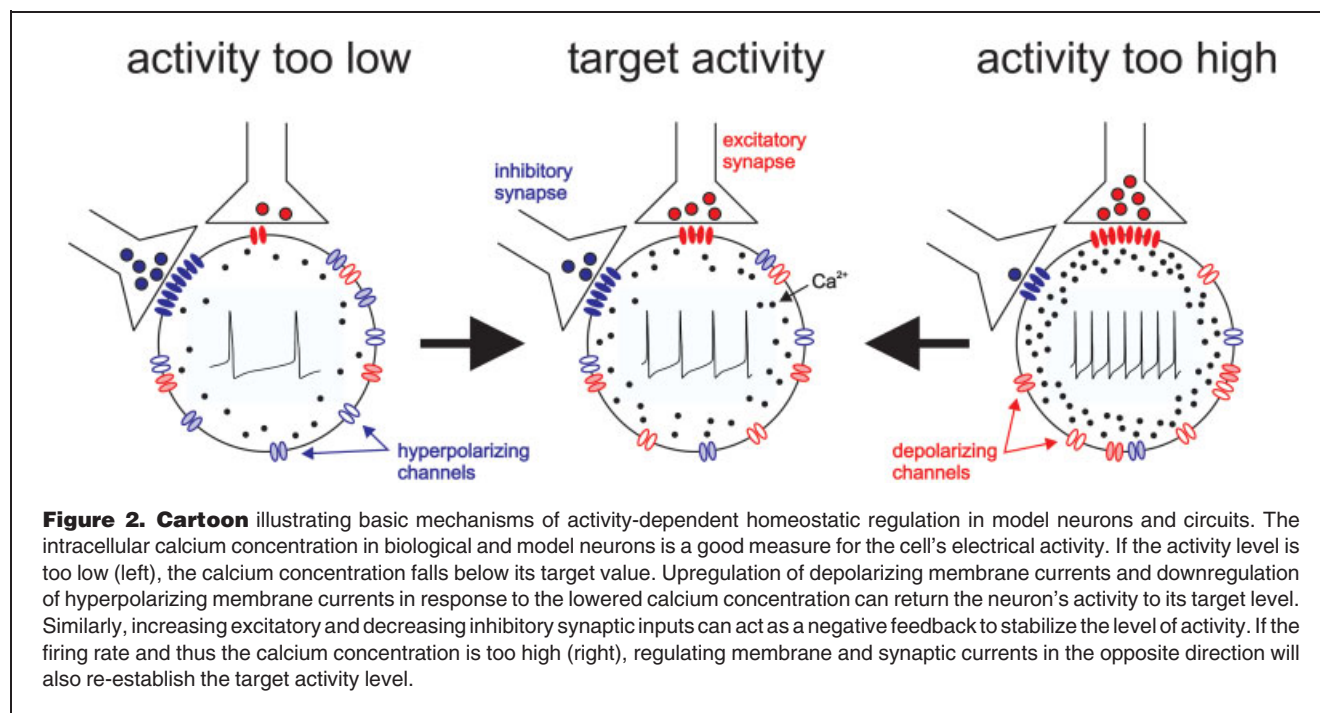 activity too low
target activity
activity too high
inhibitory
synapse
excitatory
synapse
Ca²⁺
hyperpolarizing
channels
depolarizing
channels
Figure 2. Cartoon illustrating basic mechanisms of activity-dependent homeostatic regulation in model neurons and circuits. The
intracellular calcium concentration in biological and model neurons is a good measure for the cell's electrical activity. If the activity level is
too low (left), the calcium concentration falls below its target value. Upregulation of depolarizing membrane currents and downregulation
of hyperpolarizing membrane currents in response to the lowered calcium concentration can return the neuron's activity to its target level.
Similarly, increasing excitatory and decreasing inhibitory synaptic inputs can act as a negative feedback to stabilize the level of activity. If the
firing rate and thus the calcium concentration is too high (right), regulating membrane and synaptic currents in the opposite direction will
also re-establish the target activity level.